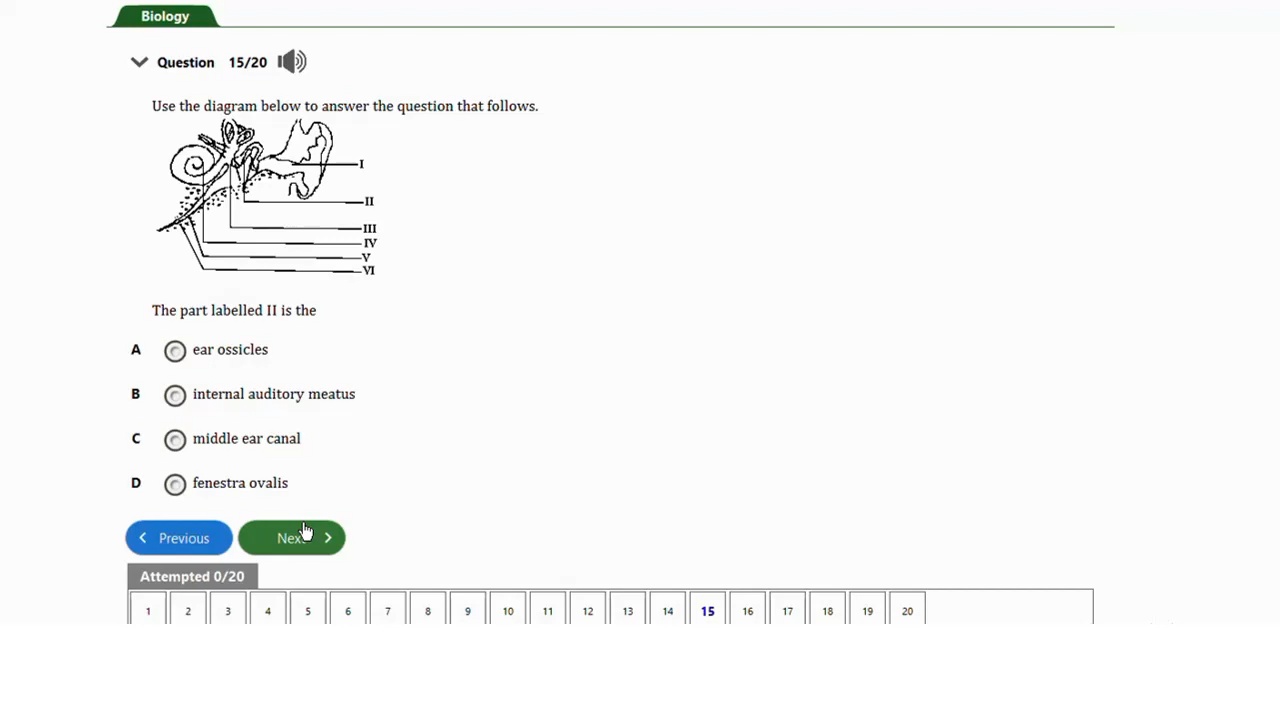 Biology
Question 15/20
Use the diagram below to answer the question that follows.
I
II
III
IV
V
VI
The part labelled II is the
A ear ossicles
B internal auditory meatus
C middle ear canal
D fenestra ovalis
Previous Next
Attempted 0/20
1 2 3 4 5 6 7 8 9 10 11 12 13 14 15 16 17 18 19 20